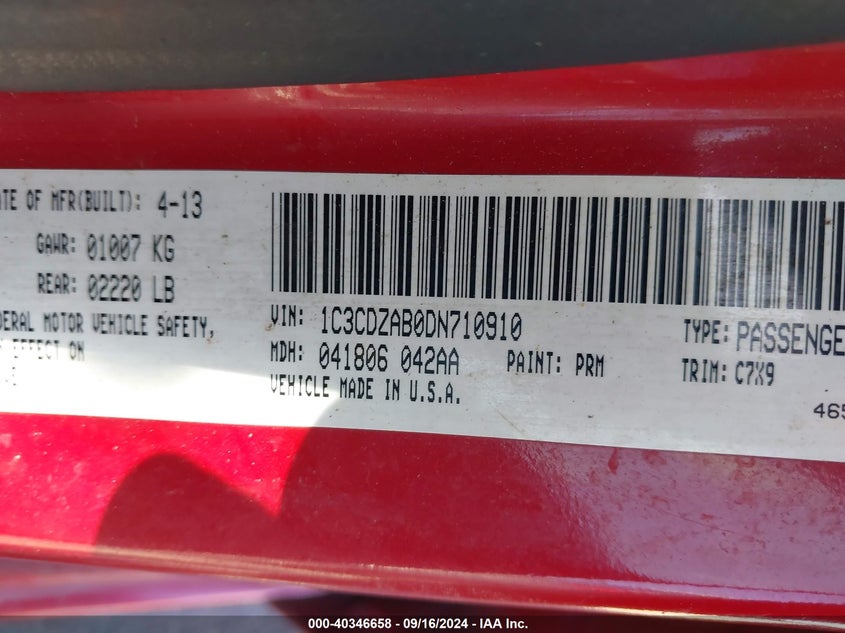 ATE OF MFR(BUILT): 4-13
GAWR: 01007 KG
REAR: 02220 LB
DERAL MOTOR VEHICLE SAFETY,
EFFECT ON
VIN: 1C3CDZAB0DN710910
TYPE: PASSENGE
MDH: 041806 042AA
PAINT: PRM
TRIM: C7X9
VEHICLE MADE IN U.S.A.
465
000-40346658 - 09/16/2024 - IAA Inc.